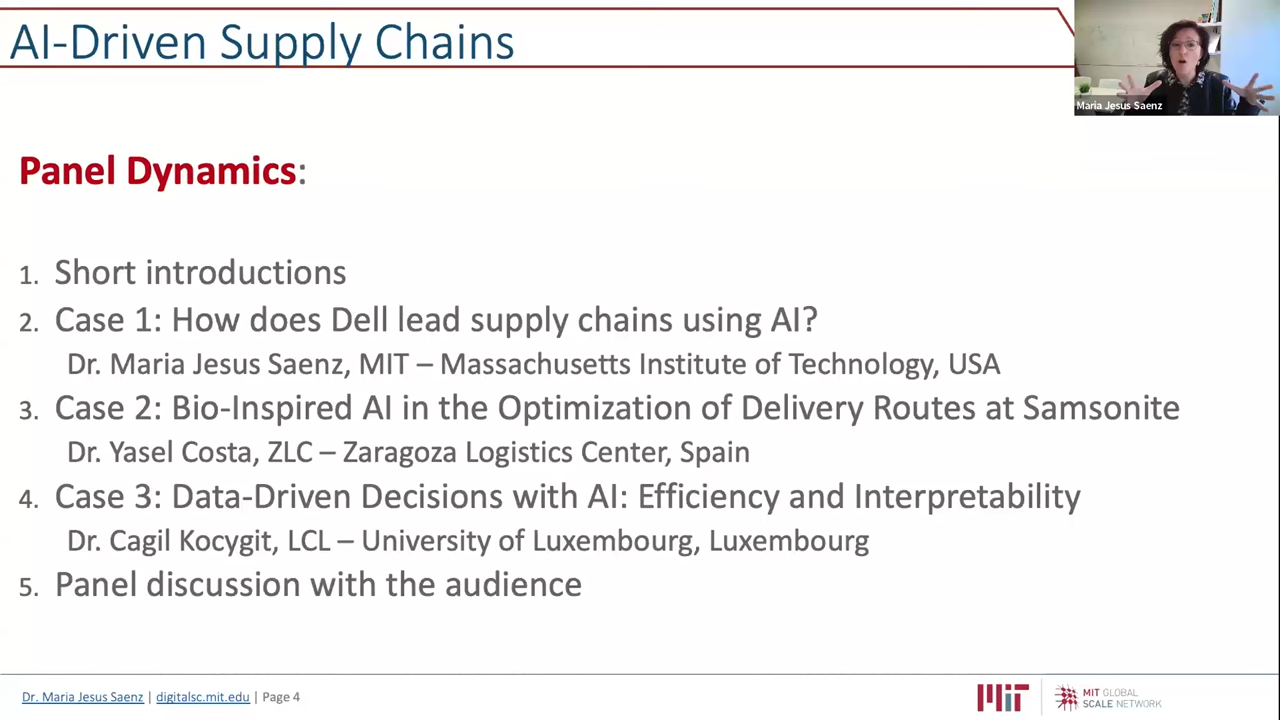 AI-Driven Supply Chains
Maria Jesus Saenz
Panel Dynamics:
1. Short introductions
2. Case 1: How does Dell lead supply chains using AI?
Dr. Maria Jesus Saenz, MIT – Massachusetts Institute of Technology, USA
3. Case 2: Bio-Inspired AI in the Optimization of Delivery Routes at Samsonite
Dr. Yasel Costa, ZLC – Zaragoza Logistics Center, Spain
4. Case 3: Data-Driven Decisions with AI: Efficiency and Interpretability
Dr. Cagil Kocygit, LCL – University of Luxembourg, Luxembourg
5. Panel discussion with the audience
Dr. Maria Jesus Saenz | digitalsc.mit.edu | Page 4
MIT
MIT GLOBAL
SCALE NETWORK